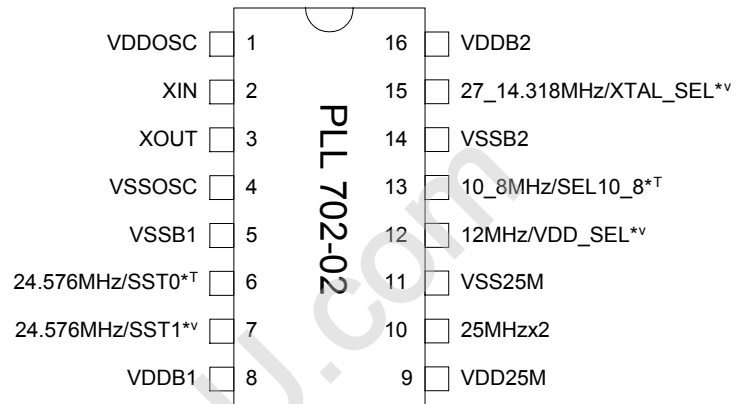 VDDOSC 1 16 VDDB2
XIN 2 15 27_14.318MHz/XTAL_SEL*ᵛ
XOUT 3 14 VSSB2
VSSOSC 4 13 10_8MHz/SEL10_8*ᵀ
VSSB1 5 12 12MHz/VDD_SEL*ᵛ
24.576MHz/SST0*ᵀ 6 11 VSS25M
24.576MHz/SST1*ᵛ 7 10 25MHzx2
VDDB1 8 9 VDD25M
PLL 702-02
U.com